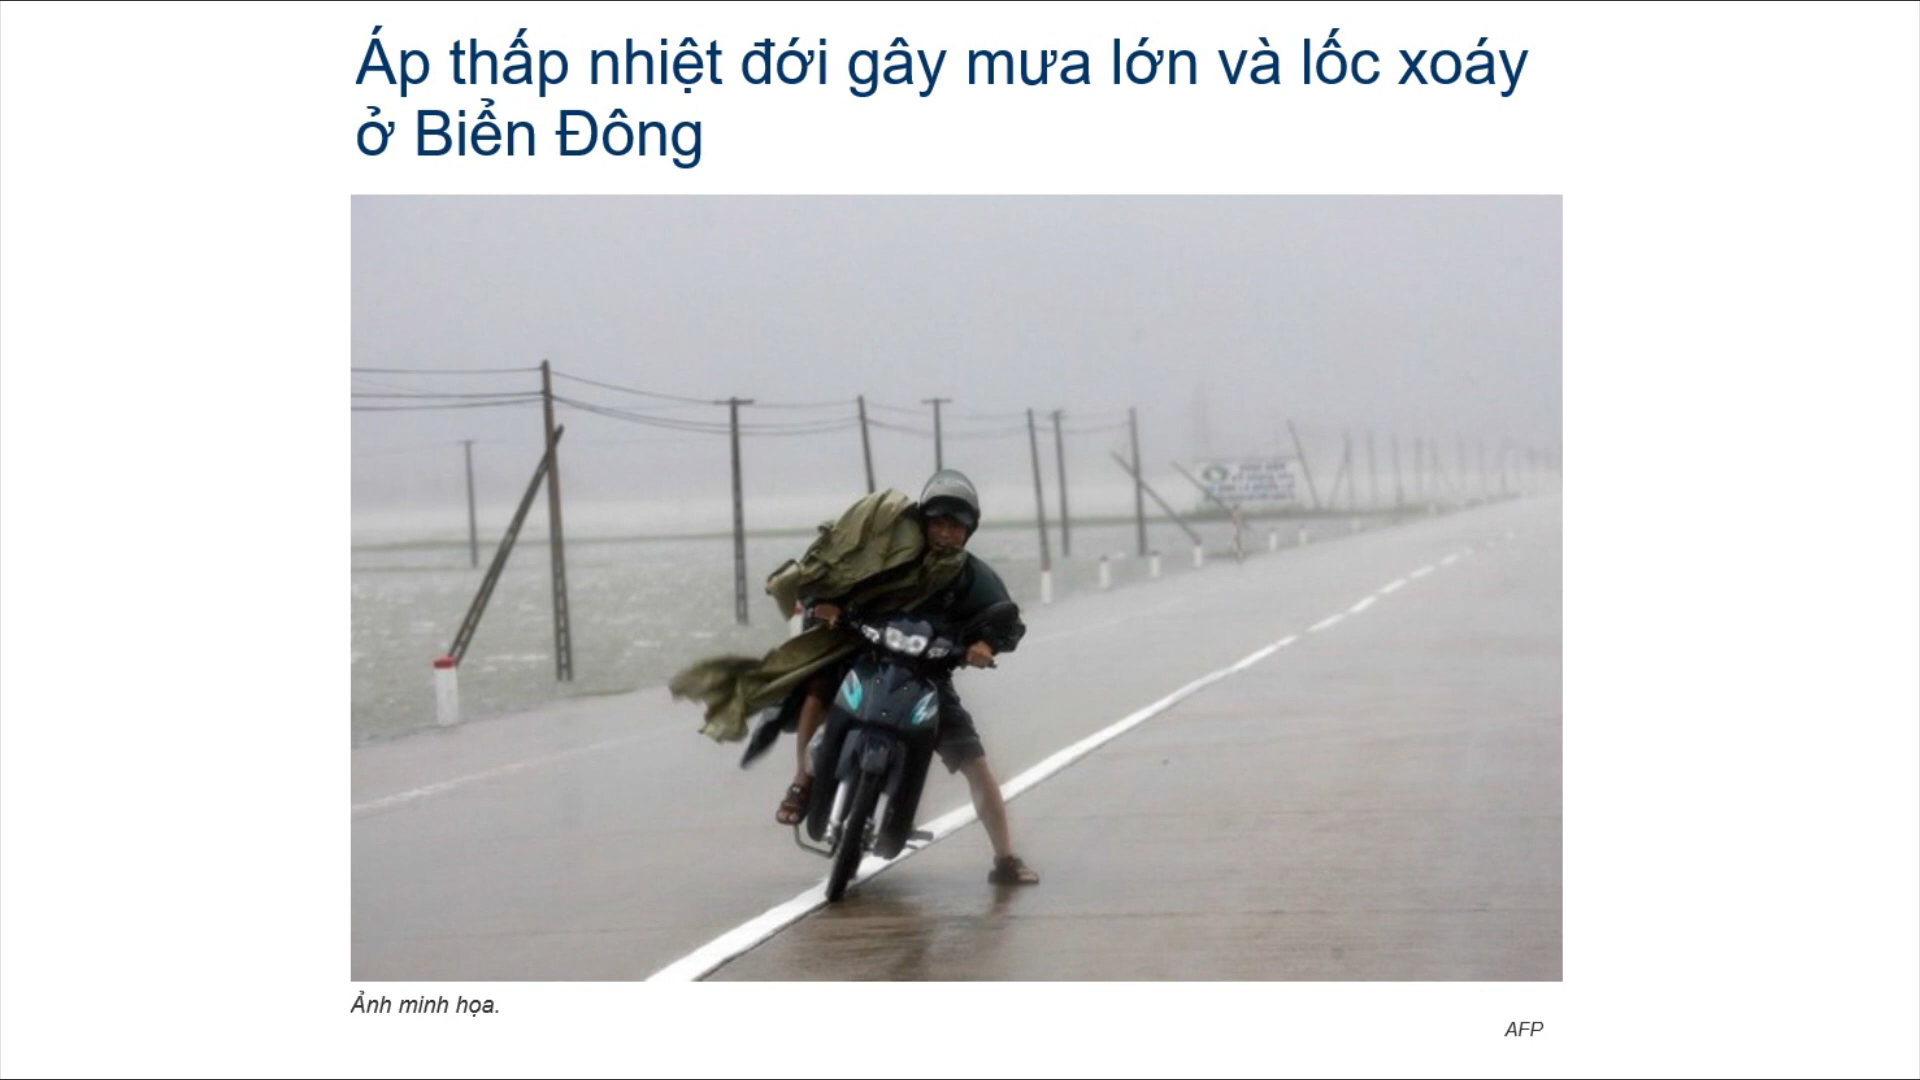 Áp thấp nhiệt đới gây mưa lớn và lốc xoáy
ở Biển Đông
Ảnh minh họa.
AFP